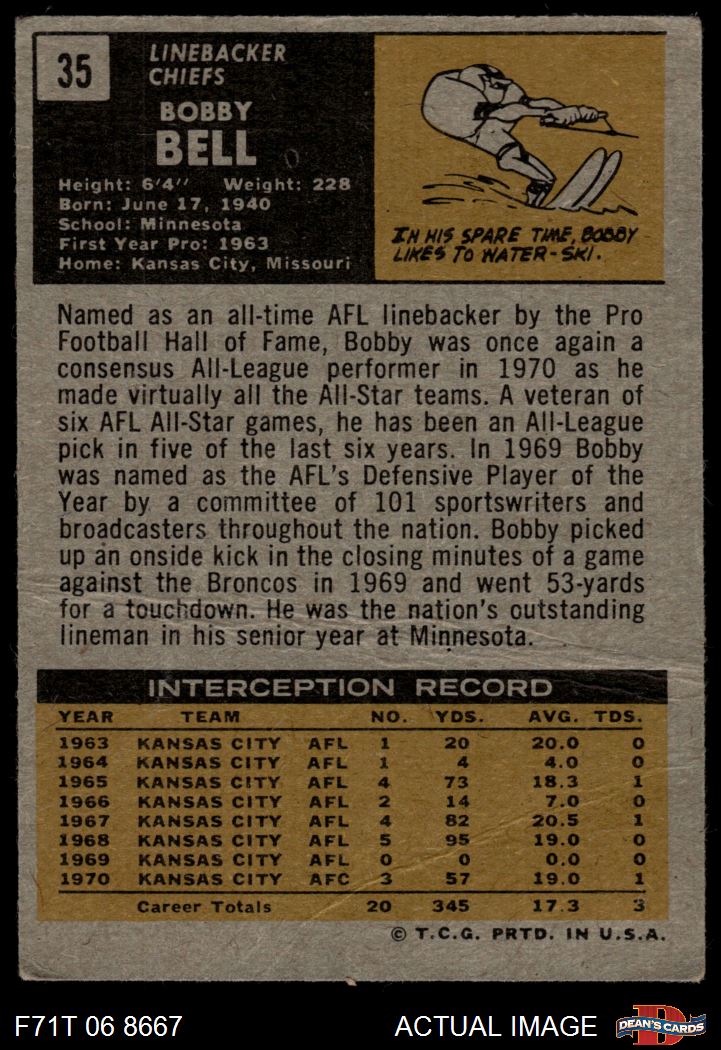 35
LINEBACKER
CHIEFS
BOBBY
BELL
Height: 6'4'' Weight: 228
Born: June 17, 1940
School: Minnesota
First Year Pro: 1963
Home: Kansas City, Missouri
IN HIS SPARE TIME, BOBBY
LIKES TO WATER-SKI.
Named as an all-time AFL linebacker by the Pro
Football Hall of Fame, Bobby was once again a
consensus All-League performer in 1970 as he
made virtually all the All-Star teams. A veteran of
six AFL All-Star games, he has been an All-League
pick in five of the last six years. In 1969 Bobby
was named as the AFL's Defensive Player of the
Year by a committee of 101 sportswriters and
broadcasters throughout the nation. Bobby picked
up an onside kick in the closing minutes of a game
against the Broncos in 1969 and went 53-yards
for a touchdown. He was the nation's outstanding
lineman in his senior year at Minnesota.
INTERCEPTION RECORD
YEAR TEAM NO. YDS. AVG. TDS.
1963 KANSAS CITY AFL 1 20 20.0 0
1964 KANSAS CITY AFL 1 4 4.0 0
1965 KANSAS CITY AFL 4 73 18.3 1
1966 KANSAS CITY AFL 2 14 7.0 0
1967 KANSAS CITY AFL 4 82 20.5 1
1968 KANSAS CITY AFL 5 95 19.0 0
1969 KANSAS CITY AFL 0 0 0.0 0
1970 KANSAS CITY AFC 3 57 19.0 1
Career Totals 20 345 17.3 3
© T.C.G. PRTD. IN U.S.A.
F71T 06 8667 ACTUAL IMAGE
D
DEAN'S CARDS